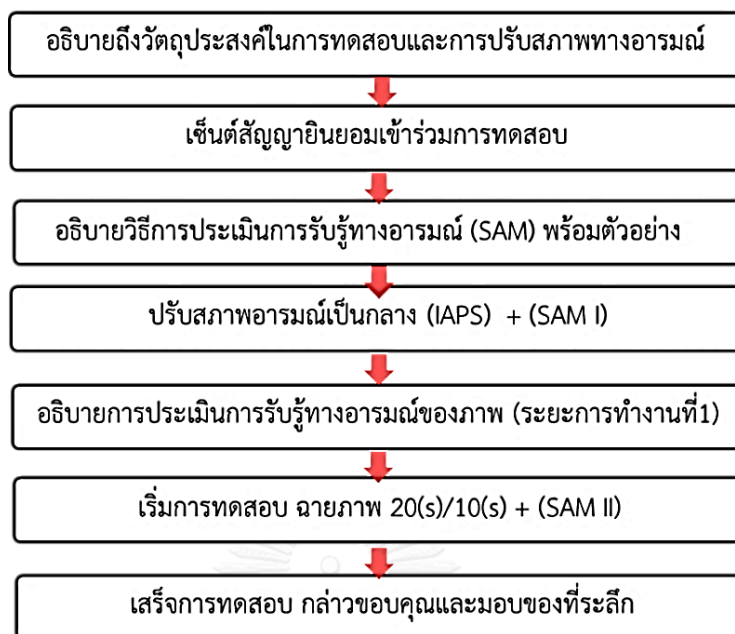 อธิบายถึงวัตถุประสงค์ในการทดสอบและการปรับสภาพทางอารมณ์
เซ็นต์สัญญายินยอมเข้าร่วมการทดสอบ
อธิบายวิธีการประเมินการรับรู้ทางอารมณ์ (SAM) พร้อมตัวอย่าง
ปรับสภาพอารมณ์เป็นกลาง (IAPS) + (SAM I)
อธิบายการประเมินการรับรู้ทางอารมณ์ของภาพ (ระยะการทำงานที่1)
เริ่มการทดสอบ ฉายภาพ 20(s)/10(s) + (SAM II)
เสร็จการทดสอบ กล่าวขอบคุณและมอบของที่ระลึก